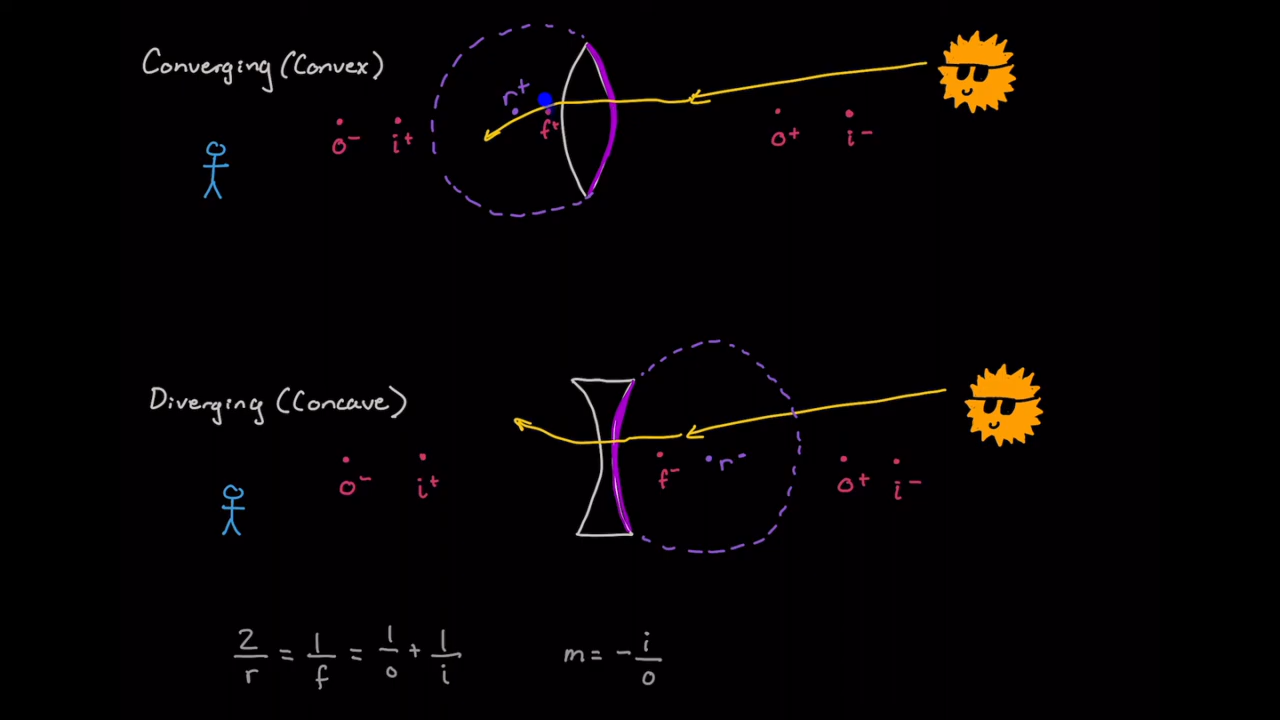 Converging (Convex)
r+
f+
o- i+
o+ i-
Diverging (Concave)
f- r-
o- i+
o+ i-
2/r = 1/f = 1/o + 1/i
m = - i/o